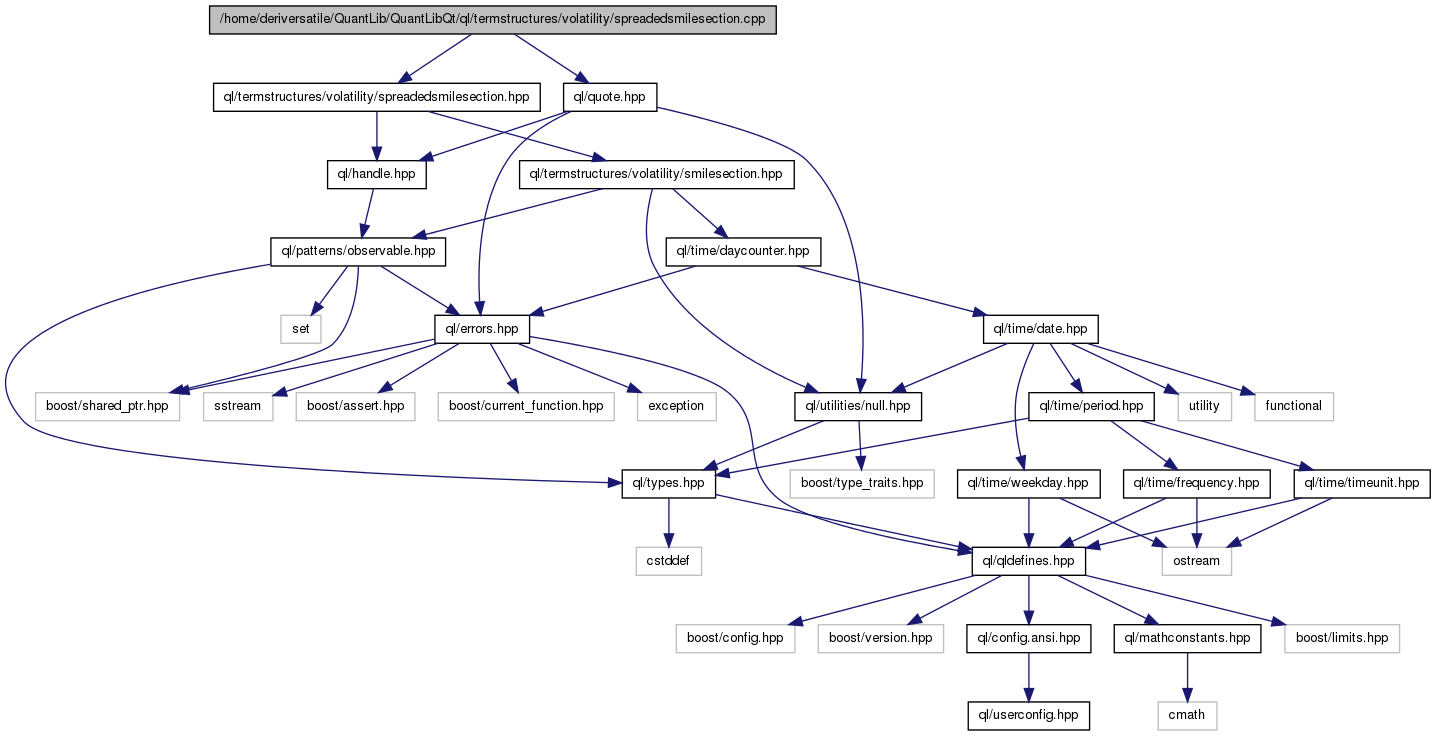 /home/deriversatile/QuantLib/QuantLibQt/ql/termstructures/volatility/spreadedsmilesection.cpp
ql/termstructures/volatility/spreadedsmilesection.hpp
ql/quote.hpp
ql/handle.hpp
ql/termstructures/volatility/smilesection.hpp
ql/patterns/observable.hpp
ql/time/daycounter.hpp
set
ql/errors.hpp
ql/time/date.hpp
boost/shared_ptr.hpp
sstream
boost/assert.hpp
boost/current_function.hpp
exception
ql/utilities/null.hpp
ql/time/period.hpp
utility
functional
ql/types.hpp
boost/type_traits.hpp
ql/time/weekday.hpp
ql/time/frequency.hpp
ql/time/timeunit.hpp
cstddef
ql/qldefines.hpp
ostream
boost/config.hpp
boost/version.hpp
ql/config.ansi.hpp
ql/mathconstants.hpp
boost/limits.hpp
ql/userconfig.hpp
cmath